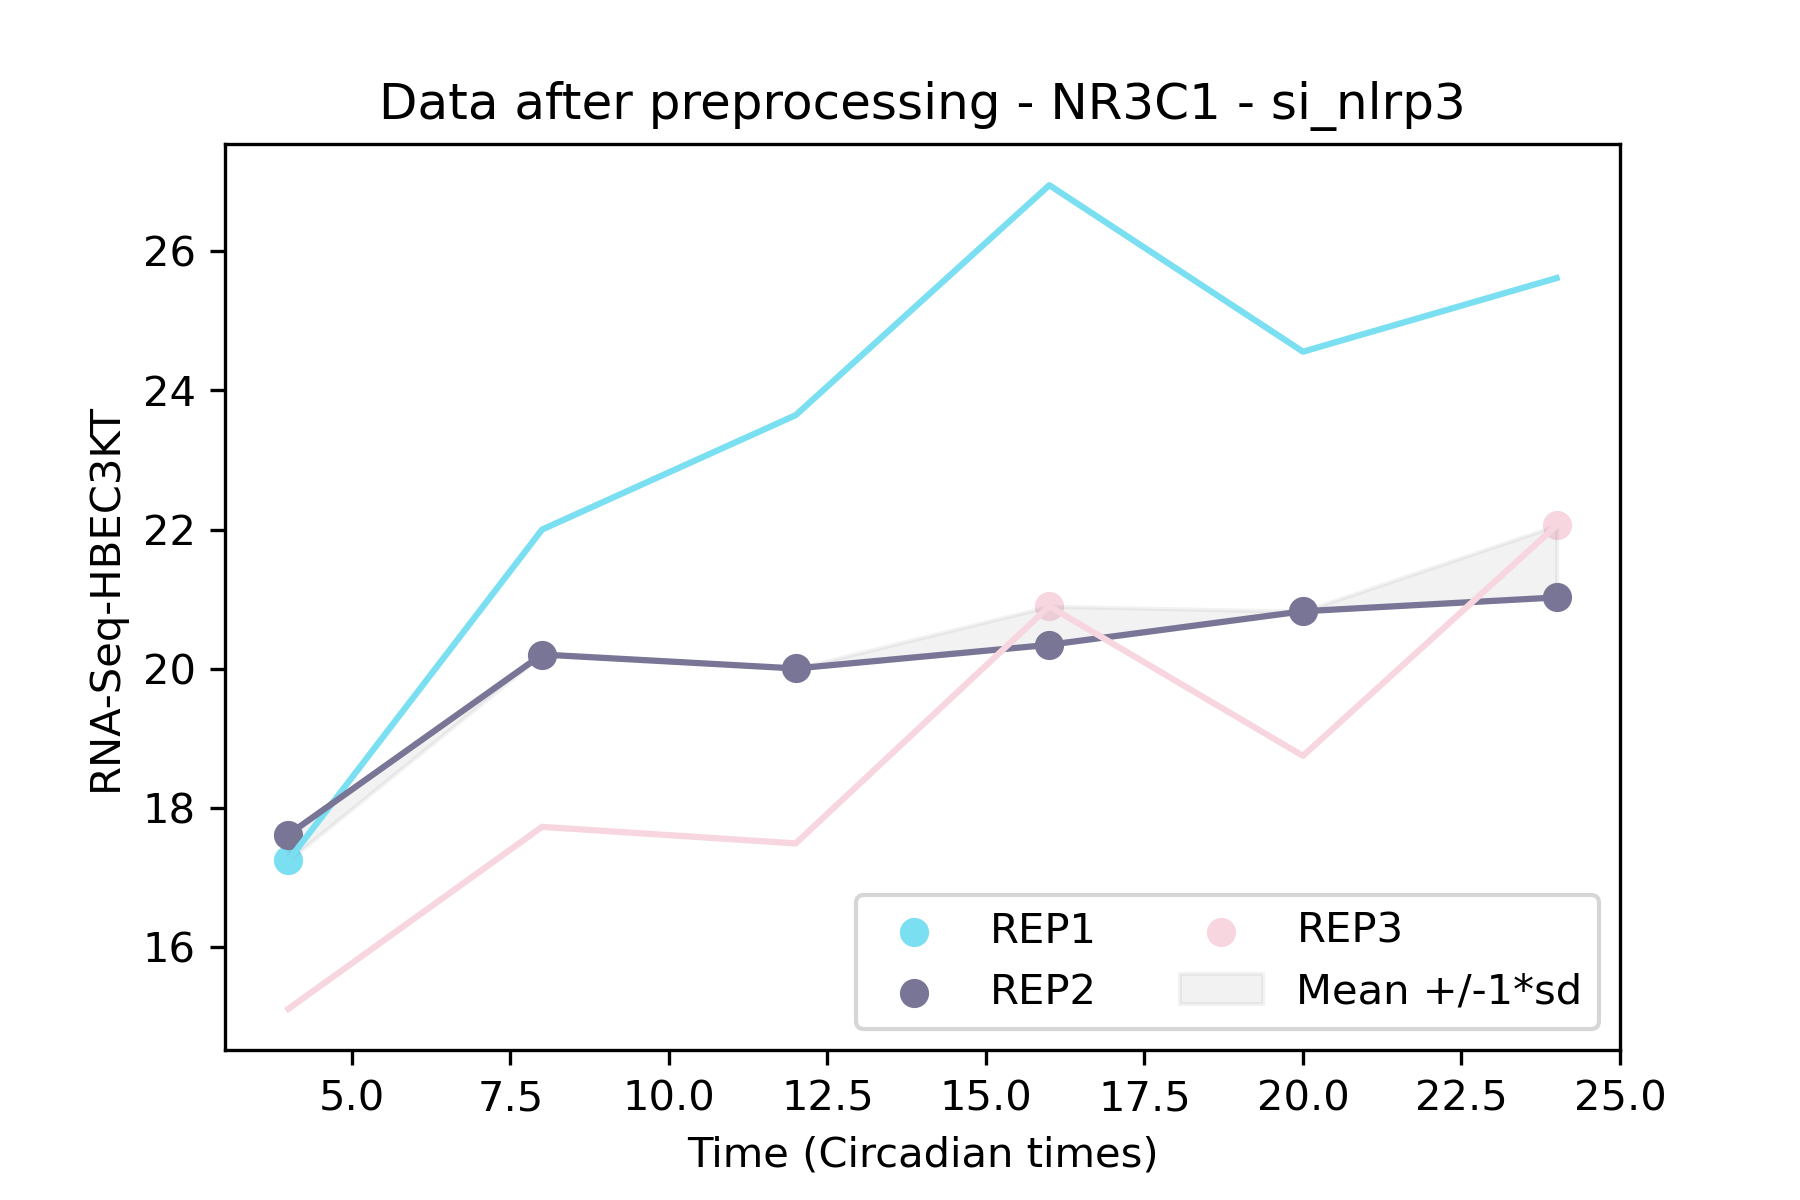 Data after preprocessing - NR3C1 - si_nlrp3
RNA-Seq-HBEC3KT
26
24
22
20
18
16
REP1
REP2
REP3
Mean +/-1*sd
5.0 7.5 10.0 12.5 15.0 17.5 20.0 22.5 25.0
Time (Circadian times)